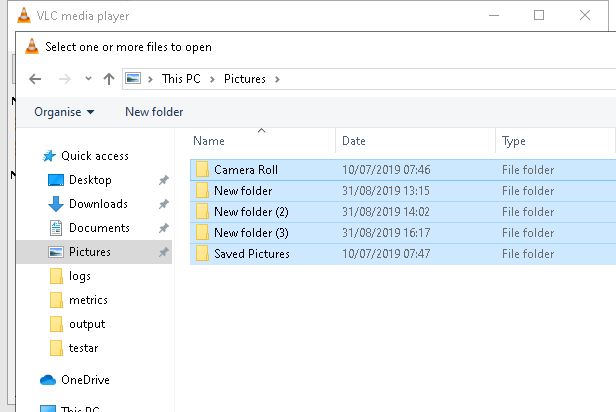 VLC media player
Select one or more files to open
This PC > Pictures >
Organise New folder
Name Date Type
Quick access
Desktop
Downloads
Documents
Pictures
logs
metrics
output
testar
OneDrive
This PC
Camera Roll 10/07/2019 07:46 File folder
New folder 31/08/2019 13:15 File folder
New folder (2) 31/08/2019 14:02 File folder
New folder (3) 31/08/2019 16:17 File folder
Saved Pictures 10/07/2019 07:47 File folder